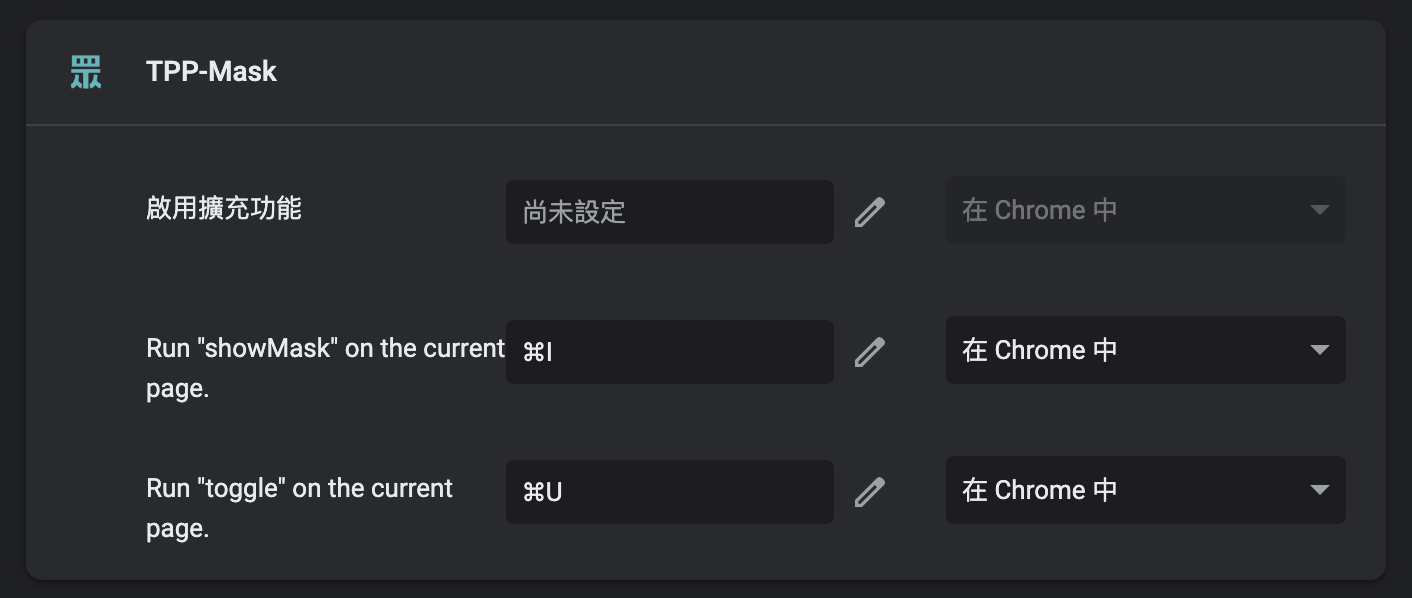 眾 TPP-Mask
啟用擴充功能 尚未設定 在 Chrome 中
Run "showMask" on the current ⌘I 在 Chrome 中
page.
Run "toggle" on the current ⌘U 在 Chrome 中
page.